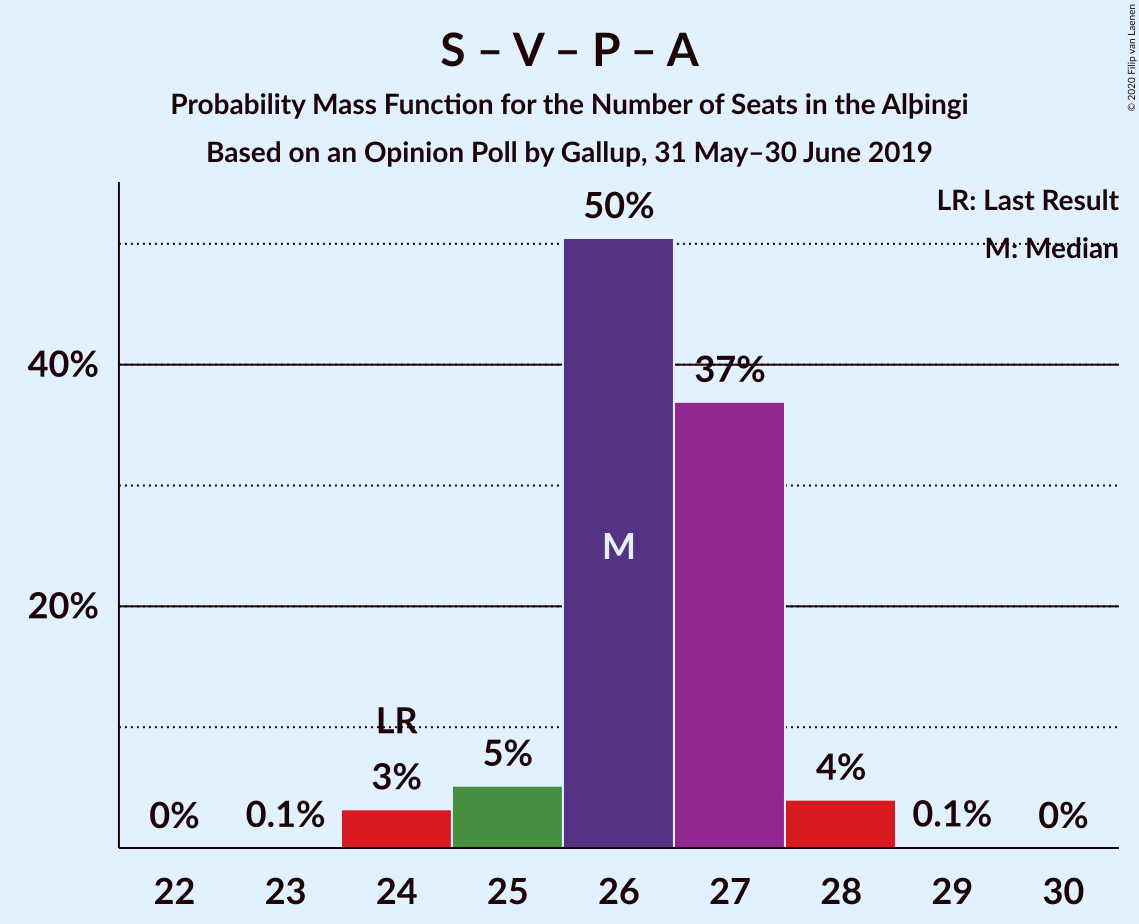 S – V – P – A
Probability Mass Function for the Number of Seats in the Alþingi
Based on an Opinion Poll by Gallup, 31 May–30 June 2019
© 2020 Filip van Laenen
LR: Last Result
M: Median
50%
40%
37%
M
20%
LR
5%
3%
4%
0%
0.1%
0.1%
0%
22 23 24 25 26 27 28 29 30